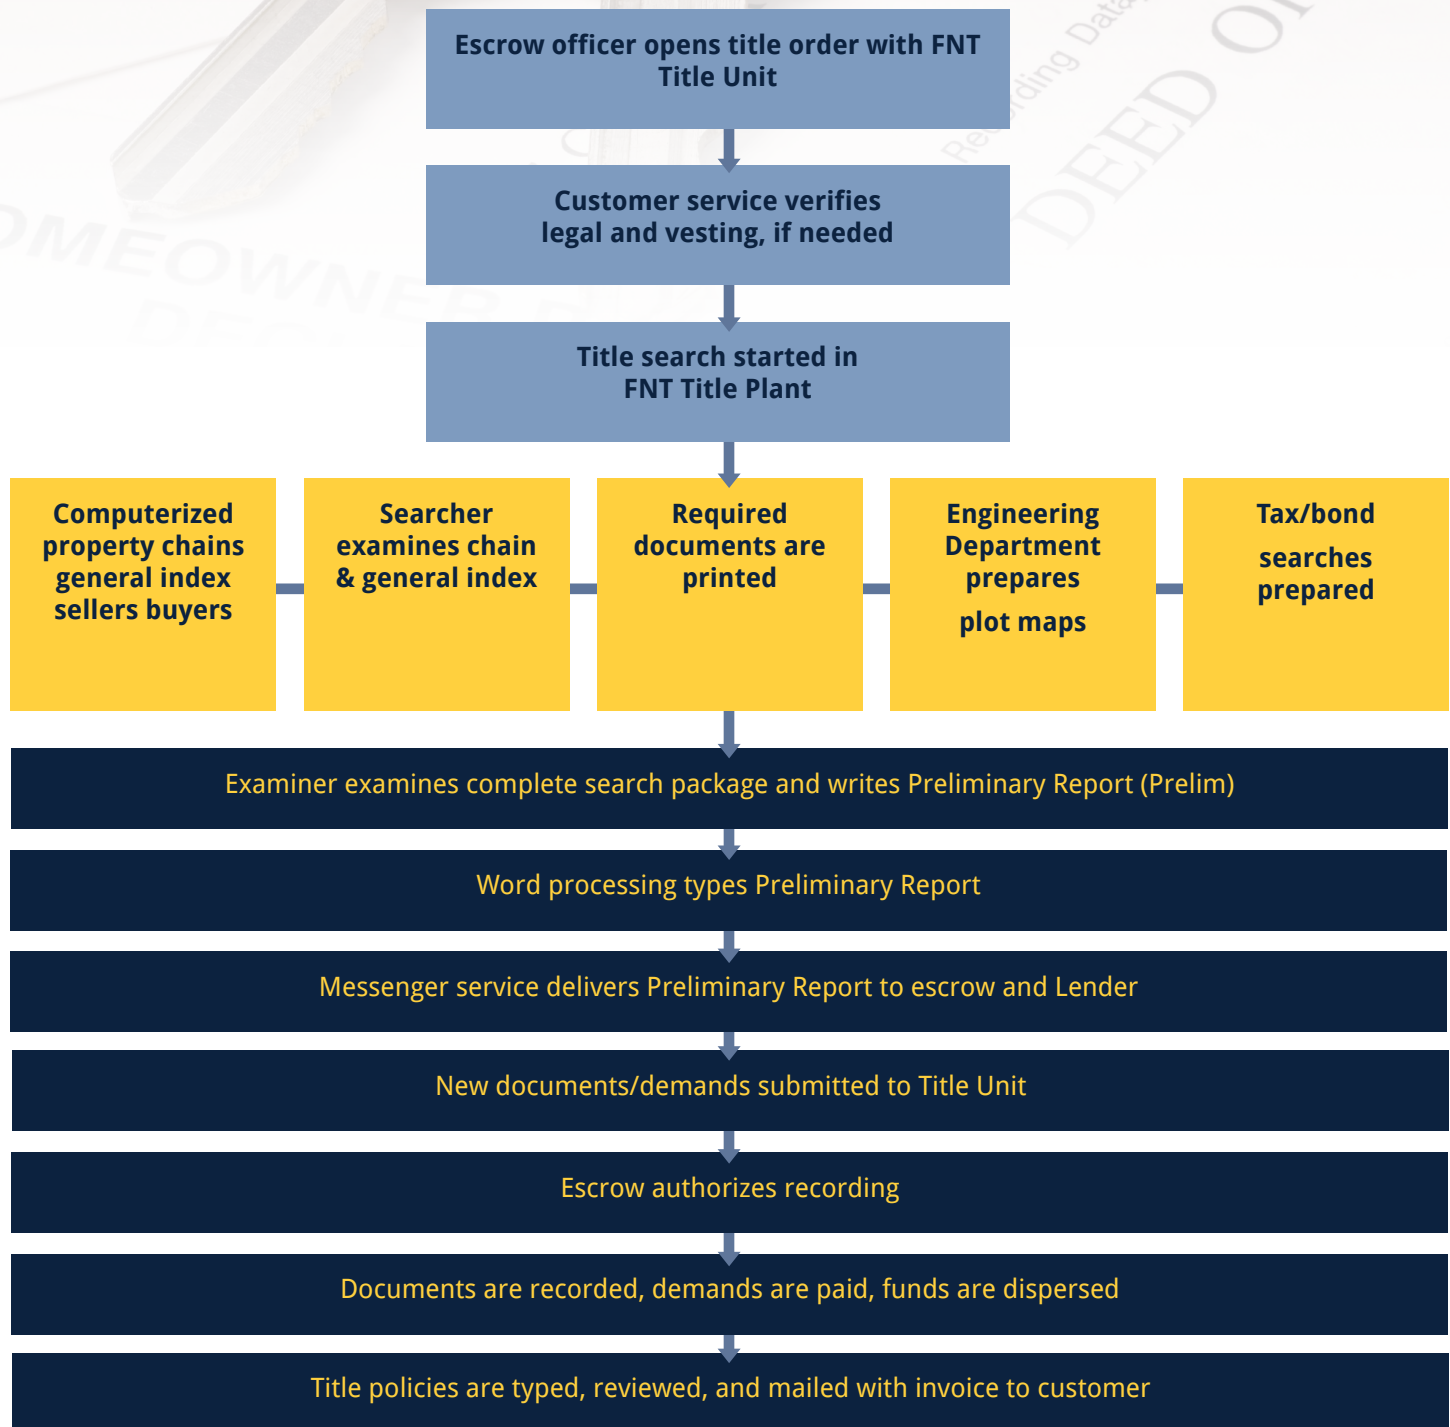 Recording Data
DEED O
OMEOWNER
DE
Escrow officer opens title order with FNT
Title Unit
Customer service verifies
legal and vesting, if needed
Title search started in
FNT Title Plant
Computerized
property chains
general index
sellers buyers
Searcher
examines chain
& general index
Required
documents are
printed
Engineering
Department
prepares
plot maps
Tax/bond
searches
prepared
Examiner examines complete search package and writes Preliminary Report (Prelim)
Word processing types Preliminary Report
Messenger service delivers Preliminary Report to escrow and Lender
New documents/demands submitted to Title Unit
Escrow authorizes recording
Documents are recorded, demands are paid, funds are dispersed
Title policies are typed, reviewed, and mailed with invoice to customer